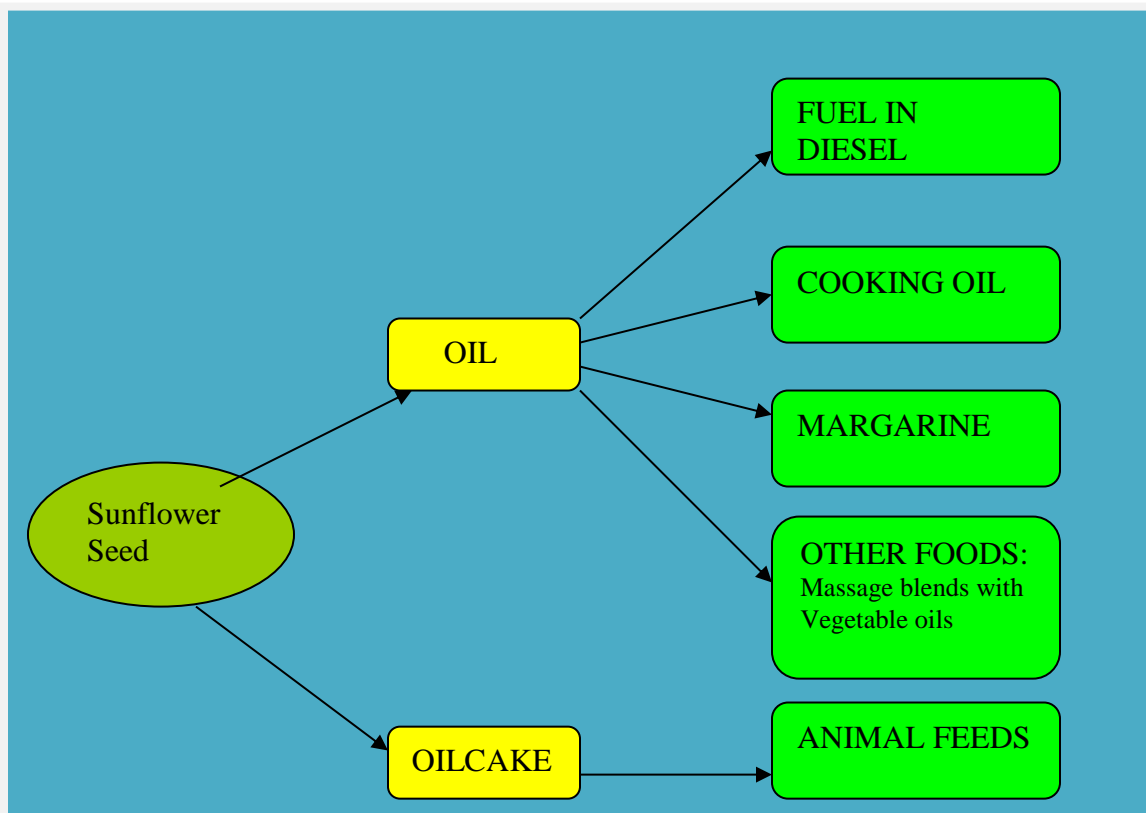 FUEL IN
DIESEL
COOKING OIL
OIL
MARGARINE
Sunflower
Seed
OTHER FOODS:
Massage blends with
Vegetable oils
OILCAKE
ANIMAL FEEDS